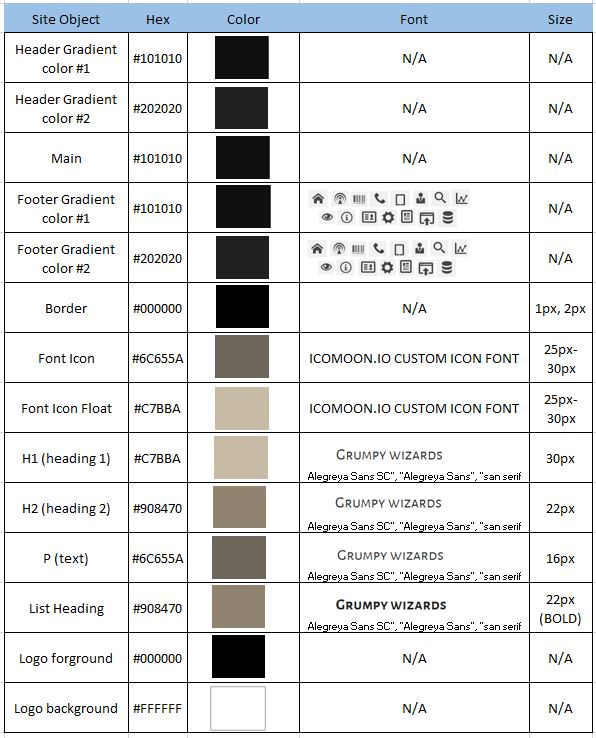 Site Object Hex Color Font Size
Header Gradient color #1 #101010 N/A N/A
Header Gradient color #2 #202020 N/A N/A
Main #101010 N/A N/A
Footer Gradient color #1 #101010 N/A
Footer Gradient color #2 #202020 N/A
Border #000000 N/A 1px, 2px
Font Icon #6C655A ICOMOON.IO CUSTOM ICON FONT 25px-30px
Font Icon Float #C7BBA ICOMOON.IO CUSTOM ICON FONT 25px-30px
H1 (heading 1) #C7BBA Grumpy wizards 30px
Alegreya Sans SC", "Alegreya Sans", "san serif
H2 (heading 2) #908470 Grumpy wizards 22px
Alegreya Sans SC", "Alegreya Sans", "san serif
P (text) #6C655A Grumpy wizards 16px
Alegreya Sans SC", "Alegreya Sans", "san serif
List Heading #908470 Grumpy wizards 22px (BOLD)
Alegreya Sans SC", "Alegreya Sans", "san serif
Logo forground #000000 N/A N/A
Logo background #FFFFFF N/A N/A